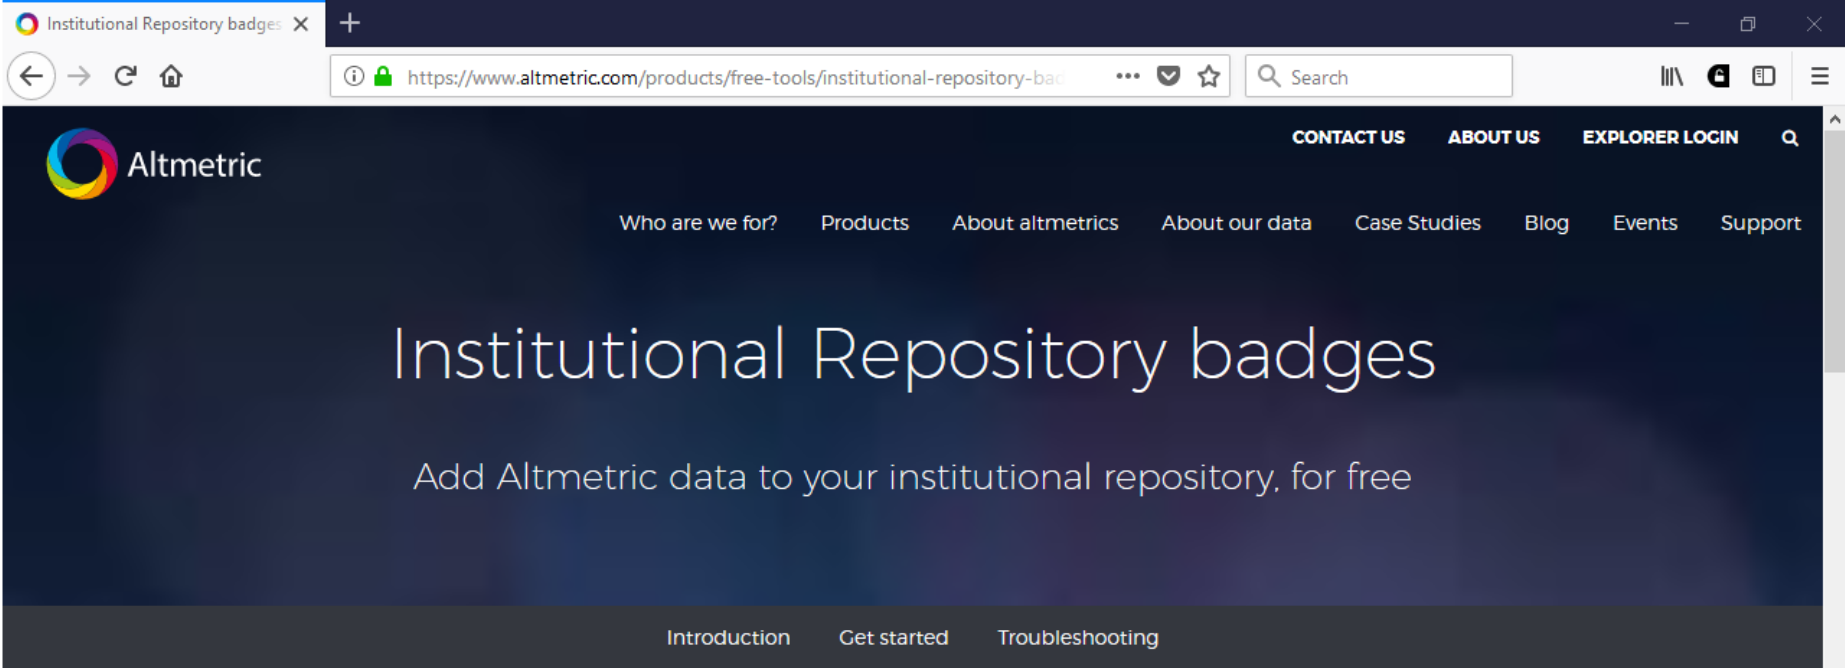 Institutional Repository badges
https://www.altmetric.com/products/free-tools/institutional-repository-bad
Search
CONTACT US ABOUT US EXPLORER LOGIN
Altmetric
Who are we for? Products About altmetrics About our data Case Studies Blog Events Support
Institutional Repository badges
Add Altmetric data to your institutional repository, for free
Introduction Get started Troubleshooting